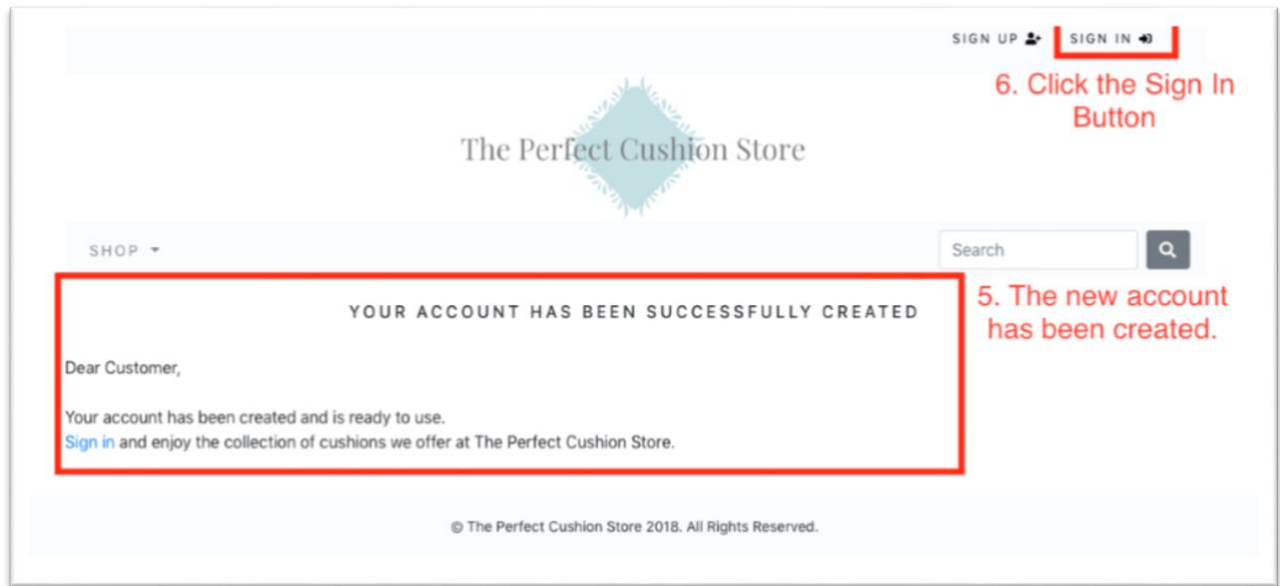 SIGN UP
SIGN IN
6. Click the Sign In
Button
The Perfect Cushion Store
SHOP
Search
5. The new account
has been created.
YOUR ACCOUNT HAS BEEN SUCCESSFULLY CREATED
Dear Customer,
Your account has been created and is ready to use.
Sign in and enjoy the collection of cushions we offer at The Perfect Cushion Store.
© The Perfect Cushion Store 2018. All Rights Reserved.